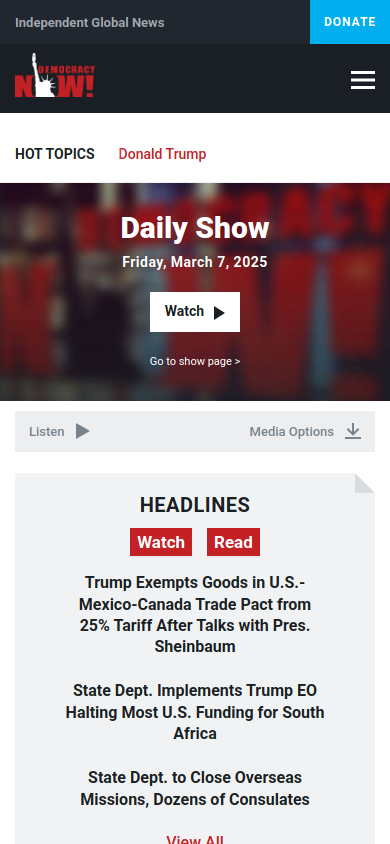 Independent Global News
DONATE
DEMOCRACY
NOW!
HOT TOPICS
Donald Trump
Daily Show
Friday, March 7, 2025
Watch
Go to show page >
Listen
Media Options
HEADLINES
Watch
Read
Trump Exempts Goods in U.S.-
Mexico-Canada Trade Pact from
25% Tariff After Talks with Pres.
Sheinbaum
State Dept. Implements Trump EO
Halting Most U.S. Funding for South
Africa
State Dept. to Close Overseas
Missions, Dozens of Consulates
View All